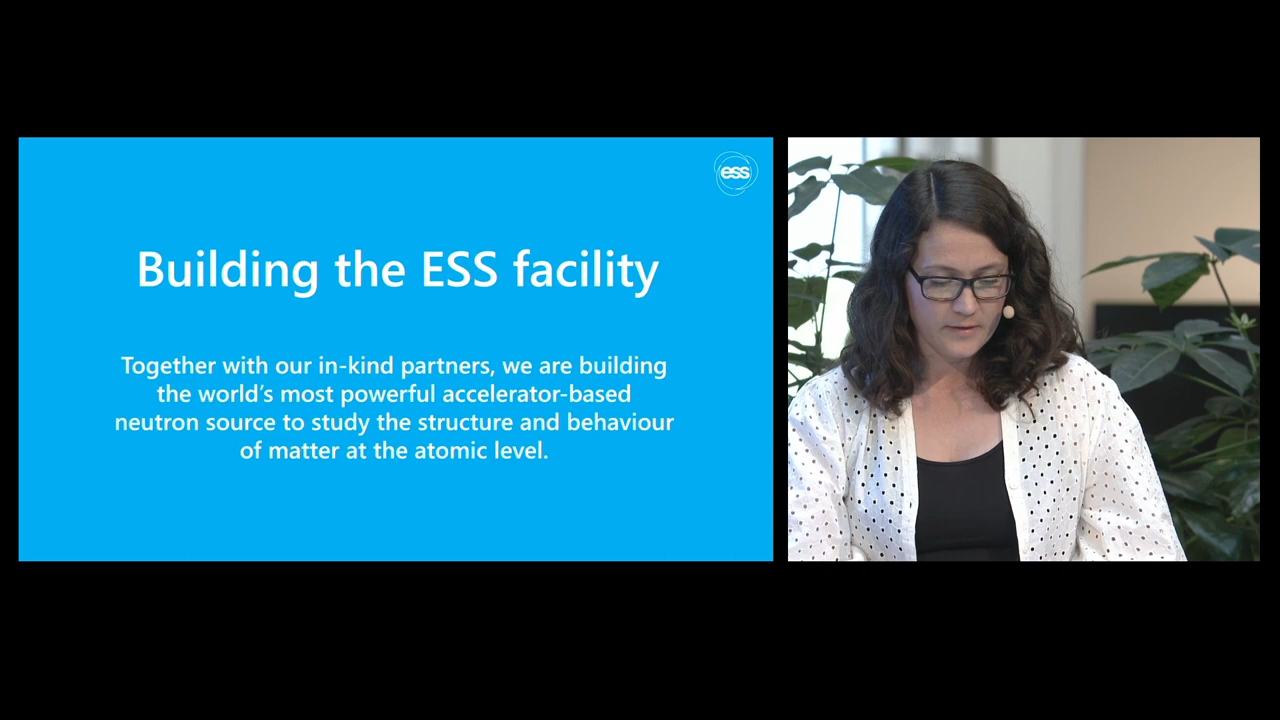 ess
Building the ESS facility
Together with our in-kind partners, we are building
the world's most powerful accelerator-based
neutron source to study the structure and behaviour
of matter at the atomic level.